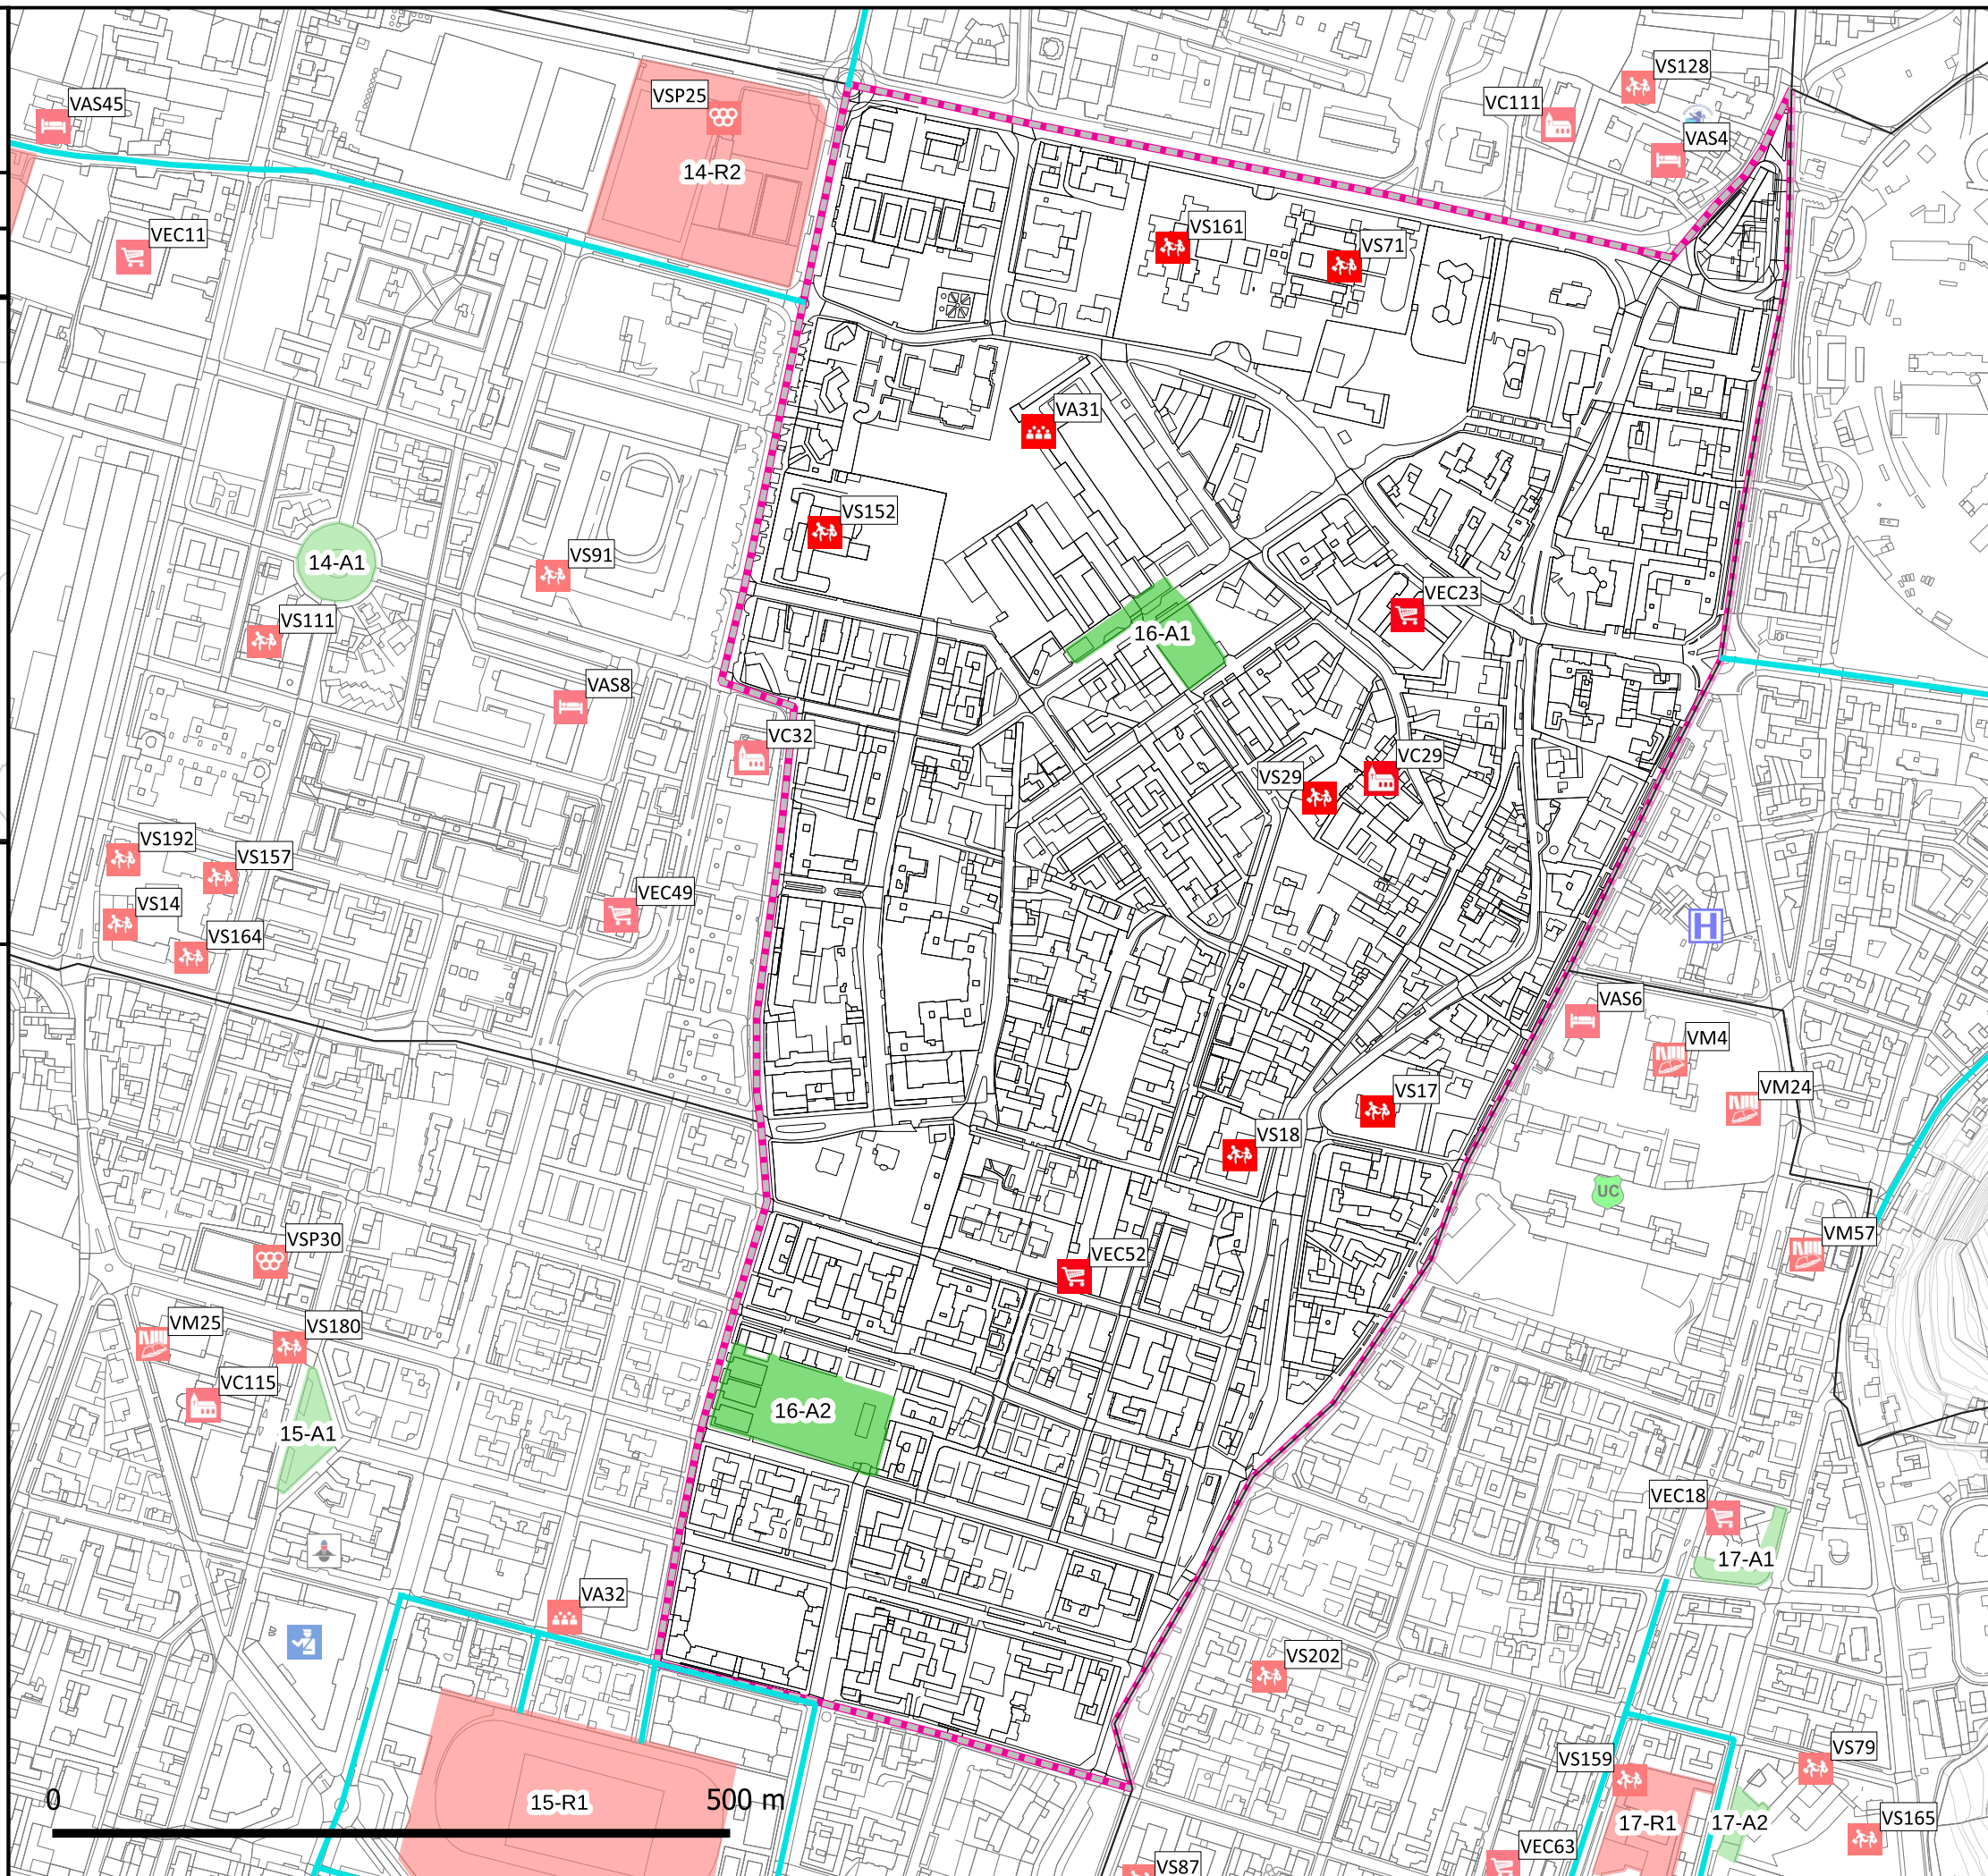 VS128
VSP25
VAS45
VC111
VAS4
14-R2
VS161
VEC11
VS71
VA31
VS152
VS91
14-A1
VEC23
VS111
16-A1
VAS8
VC32
VC29
VS29
VS192
VS157
VEC49
VS14
H
VS164
VAS6
VM4
VM24
VS17
VS18
UC
VM57
VSP30
VEC52
VM25
VS180
VC115
16-A2
15-A1
VEC18
17-A1
VA32
VS202
VS79
VS159
0
500 m
15-R1
17-R1
17-A2
VS165
VEC63
VS87